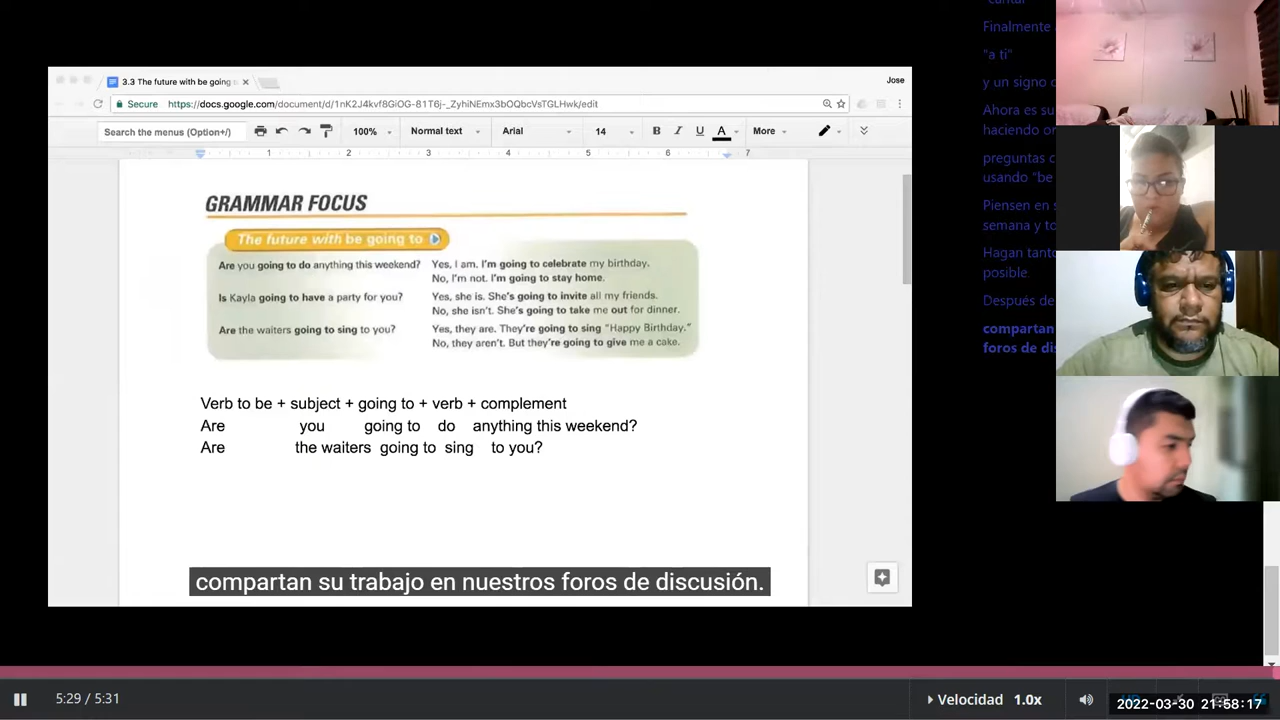 3.3 The future with be going
Jose
Secure https://docs.google.com/document/d/1nK2J4kvf8GiOG-81T6j-_ZyhiNEmx3bOQbcVsTGLHwk/edit
Search the menus (Option+/)
100%
Normal text
Arial
14
B I U A
More
1 2 3 4 5 6 7
GRAMMAR FOCUS
The future with be going to
Are you going to do anything this weekend? Yes, I am. I'm going to celebrate my birthday.
No, I'm not. I'm going to stay home.
Is Kayla going to have a party for you? Yes, she is. She's going to invite all my friends.
No, she isn't. She's going to take me out for dinner.
Are the waiters going to sing to you? Yes, they are. They're going to sing "Happy Birthday."
No, they aren't. But they're going to give me a cake.
Verb to be + subject + going to + verb + complement
Are you going to do anything this weekend?
Are the waiters going to sing to you?
compartan su trabajo en nuestros foros de discusión.
"cantar"
Finalmente
"a ti"
y un signo
Ahora es su
haciendo
preguntas
usando "be
Piensen en
semana y
Hagan tanto
posible.
Después de
compartan
foros de
5:29 / 5:31
Velocidad 1.0x
2022-03-30 21:58:17